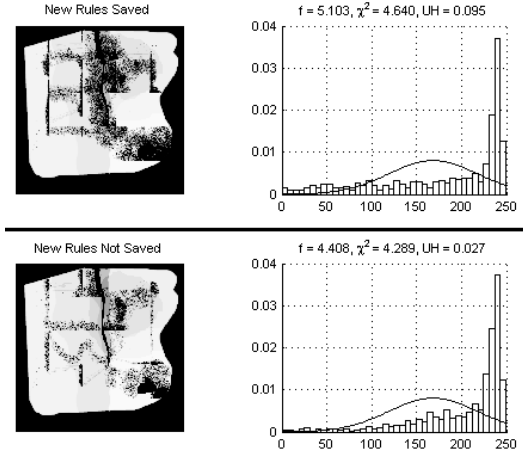 New Rules Saved
f = 5.103, χ² = 4.640, UH = 0.095
0.04
0.03
0.02
0.01
0
0 50 100 150 200 250
New Rules Not Saved
f = 4.408, χ² = 4.289, UH = 0.027
0.04
0.03
0.02
0.01
0
0 50 100 150 200 250